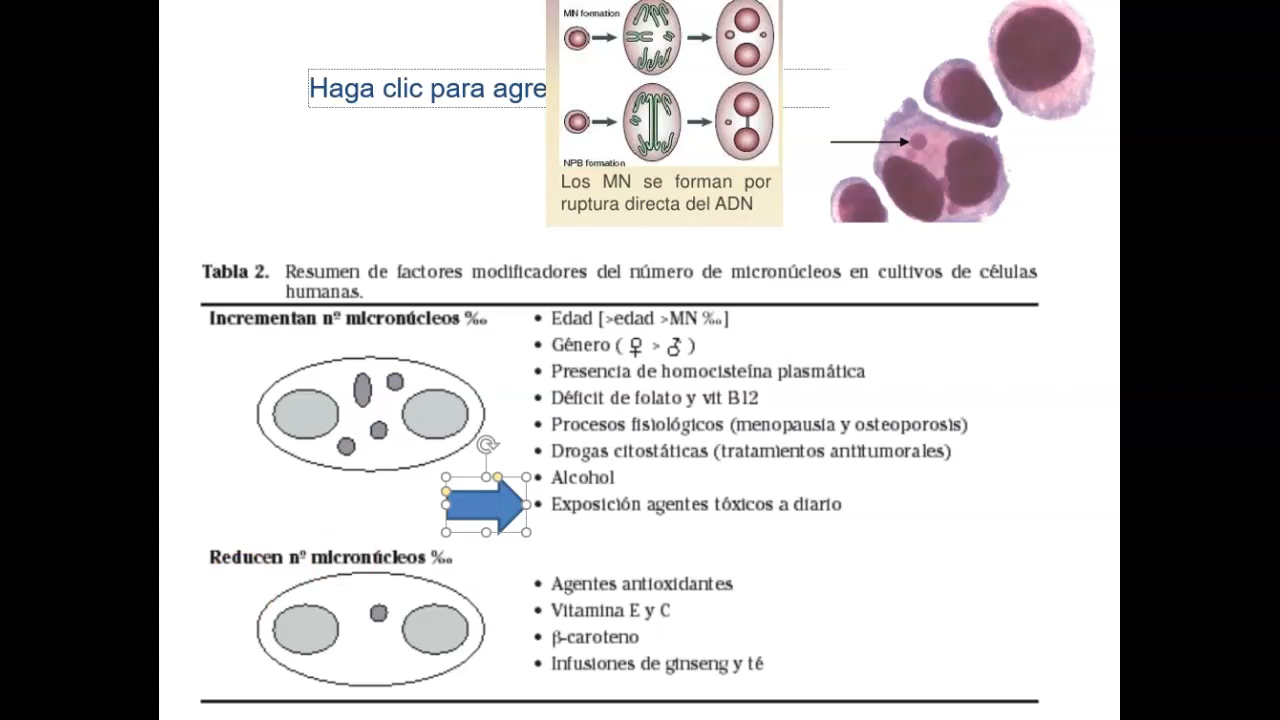 MN formation
Haga clic para agre
NPB formation
Los MN se forman por
ruptura directa del ADN
Tabla 2. Resumen de factores modificadores del número de micronúcleos en cultivos de células
humanas.
Incrementan nº micronúcleos ‰
• Edad [>edad >MN ‰]
• Género ( ♀ > ♂ )
• Presencia de homocisteína plasmática
• Déficit de folato y vit B12
• Procesos fisiológicos (menopausia y osteoporosis)
• Drogas citostáticas (tratamientos antitumorales)
• Alcohol
• Exposición agentes tóxicos a diario
Reducen nº micronúcleos ‰
• Agentes antioxidantes
• Vitamina E y C
• β-caroteno
• Infusiones de ginseng y té